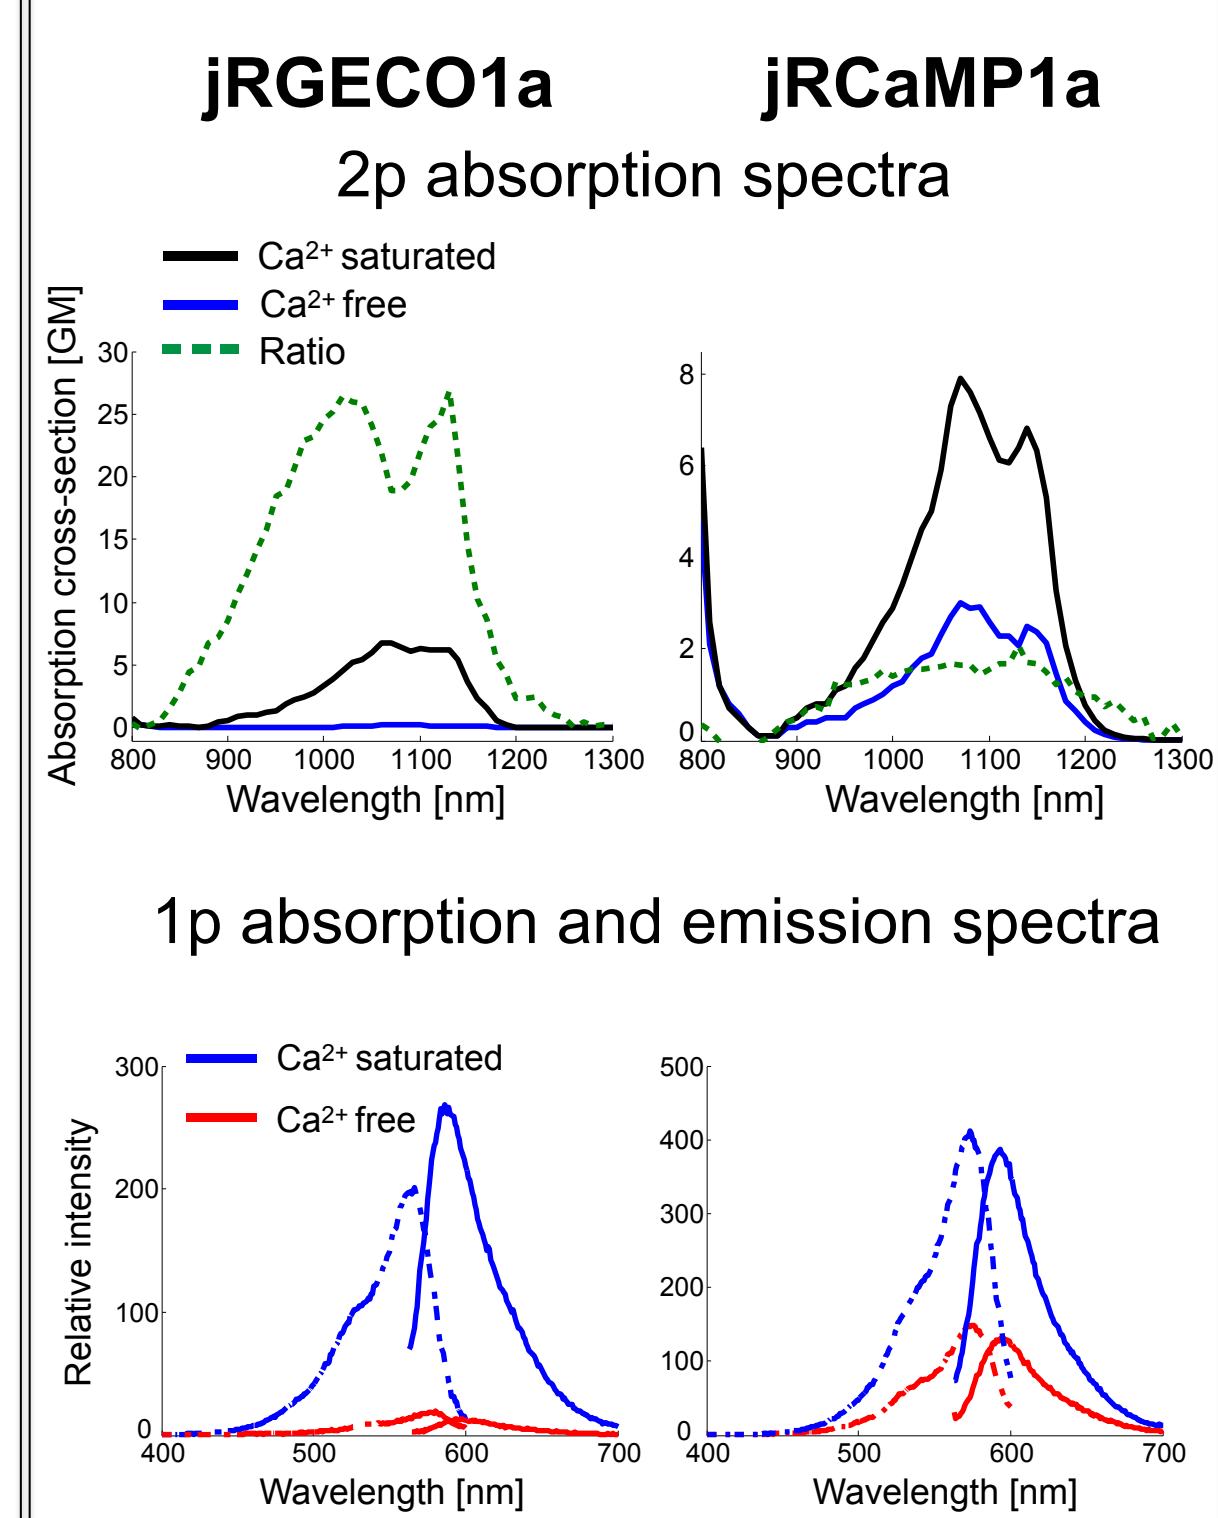 jRGECO1a jRCaMP1a
2p absorption spectra
Ca2+ saturated
Ca2+ free
Ratio
Absorption cross-section [GM]
30
25
20
15
10
5
0
800 900 1000 1100 1200 1300
Wavelength [nm]
8
6
4
2
0
800 900 1000 1100 1200 1300
Wavelength [nm]
1p absorption and emission spectra
Ca2+ saturated
Ca2+ free
Relative intensity
300
200
100
0
400 500 600 700
Wavelength [nm]
500
400
300
200
100
0
400 500 600 700
Wavelength [nm]